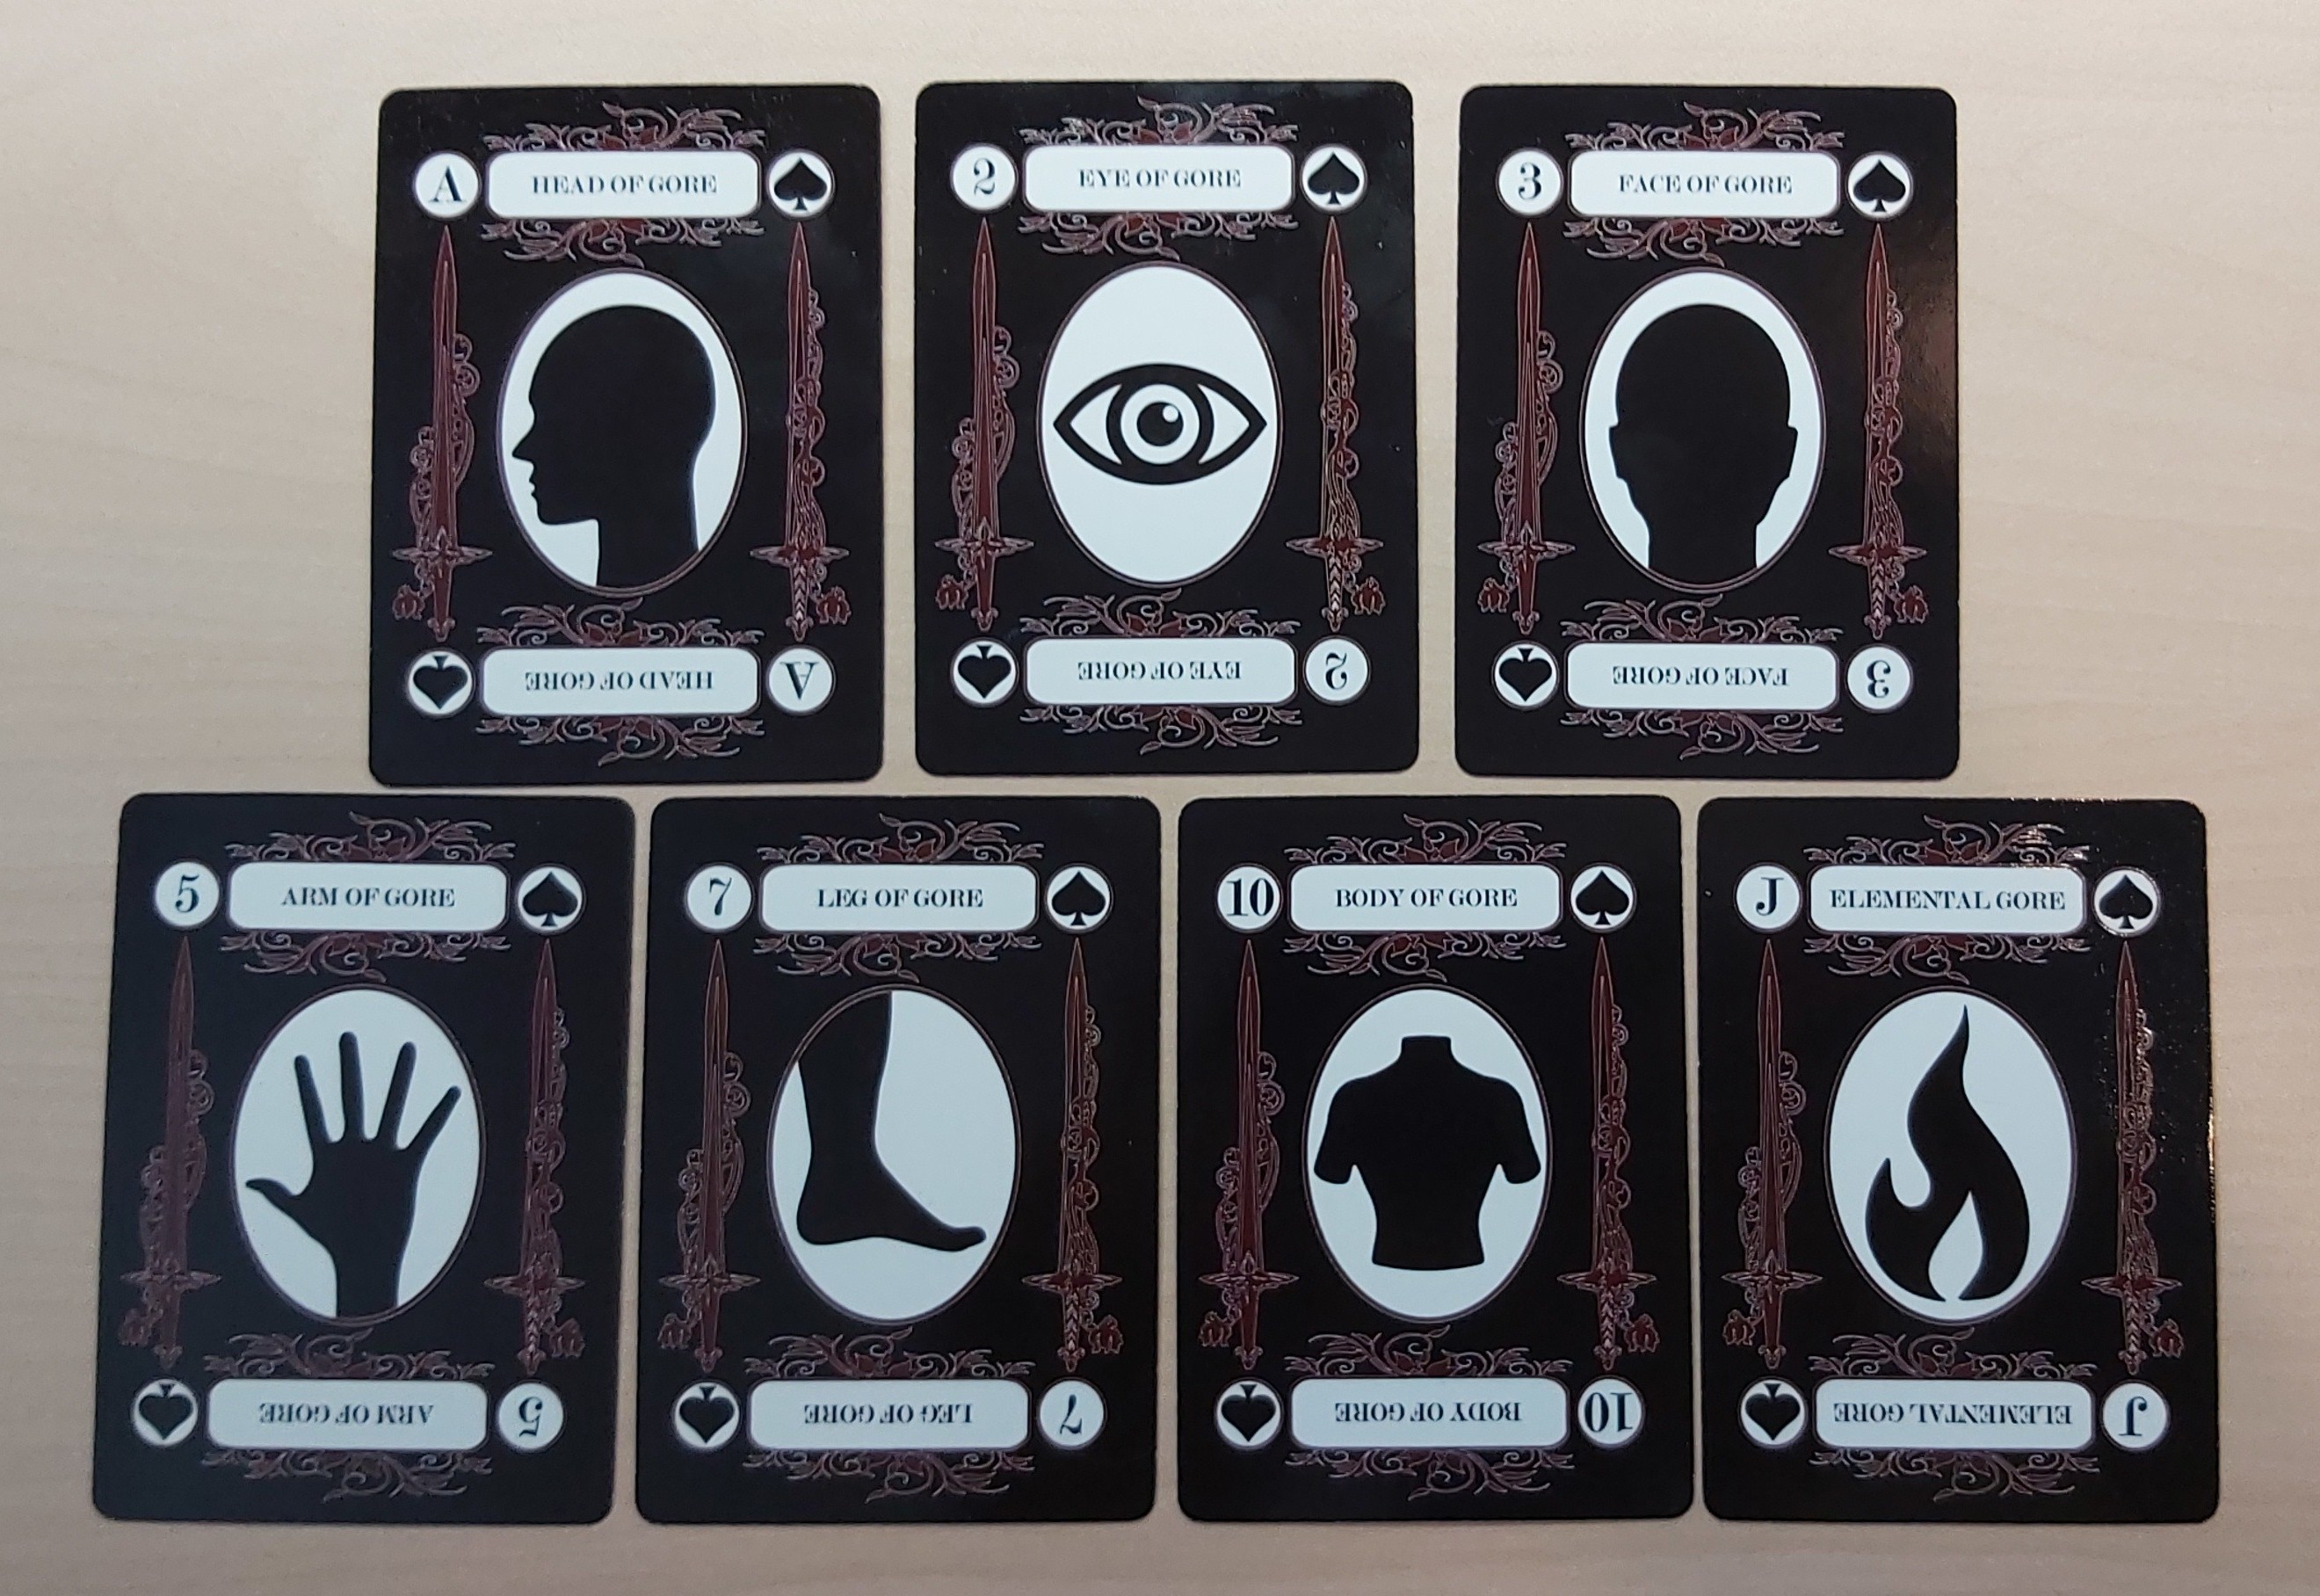 A HEAD OF GORE
HEAD OF GORE A
2 EYE OF GORE
EYE OF GORE 2
3 FACE OF GORE
FACE OF GORE 3
5 ARM OF GORE
ARM OF GORE 5
7 LEG OF GORE
LEG OF GORE 7
10 BODY OF GORE
BODY OF GORE 10
J ELEMENTAL GORE
ELEMENTAL GORE J